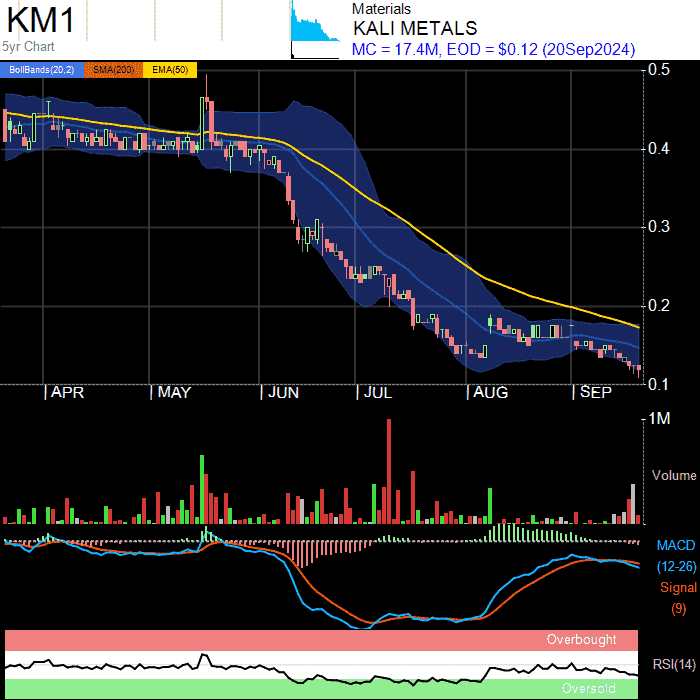 KM1
5yr Chart
Materials
KALI METALS
MC = 17.4M, EOD = $0.12 (20Sep2024)
BollBands(20,2) SMA(200) EMA(50)
0.5
0.4
0.3
0.2
0.1
APR MAY JUN JUL AUG SEP
1M
Volume
MACD
(12-26)
Signal
(9)
Overbought
RSI(14)
Oversold